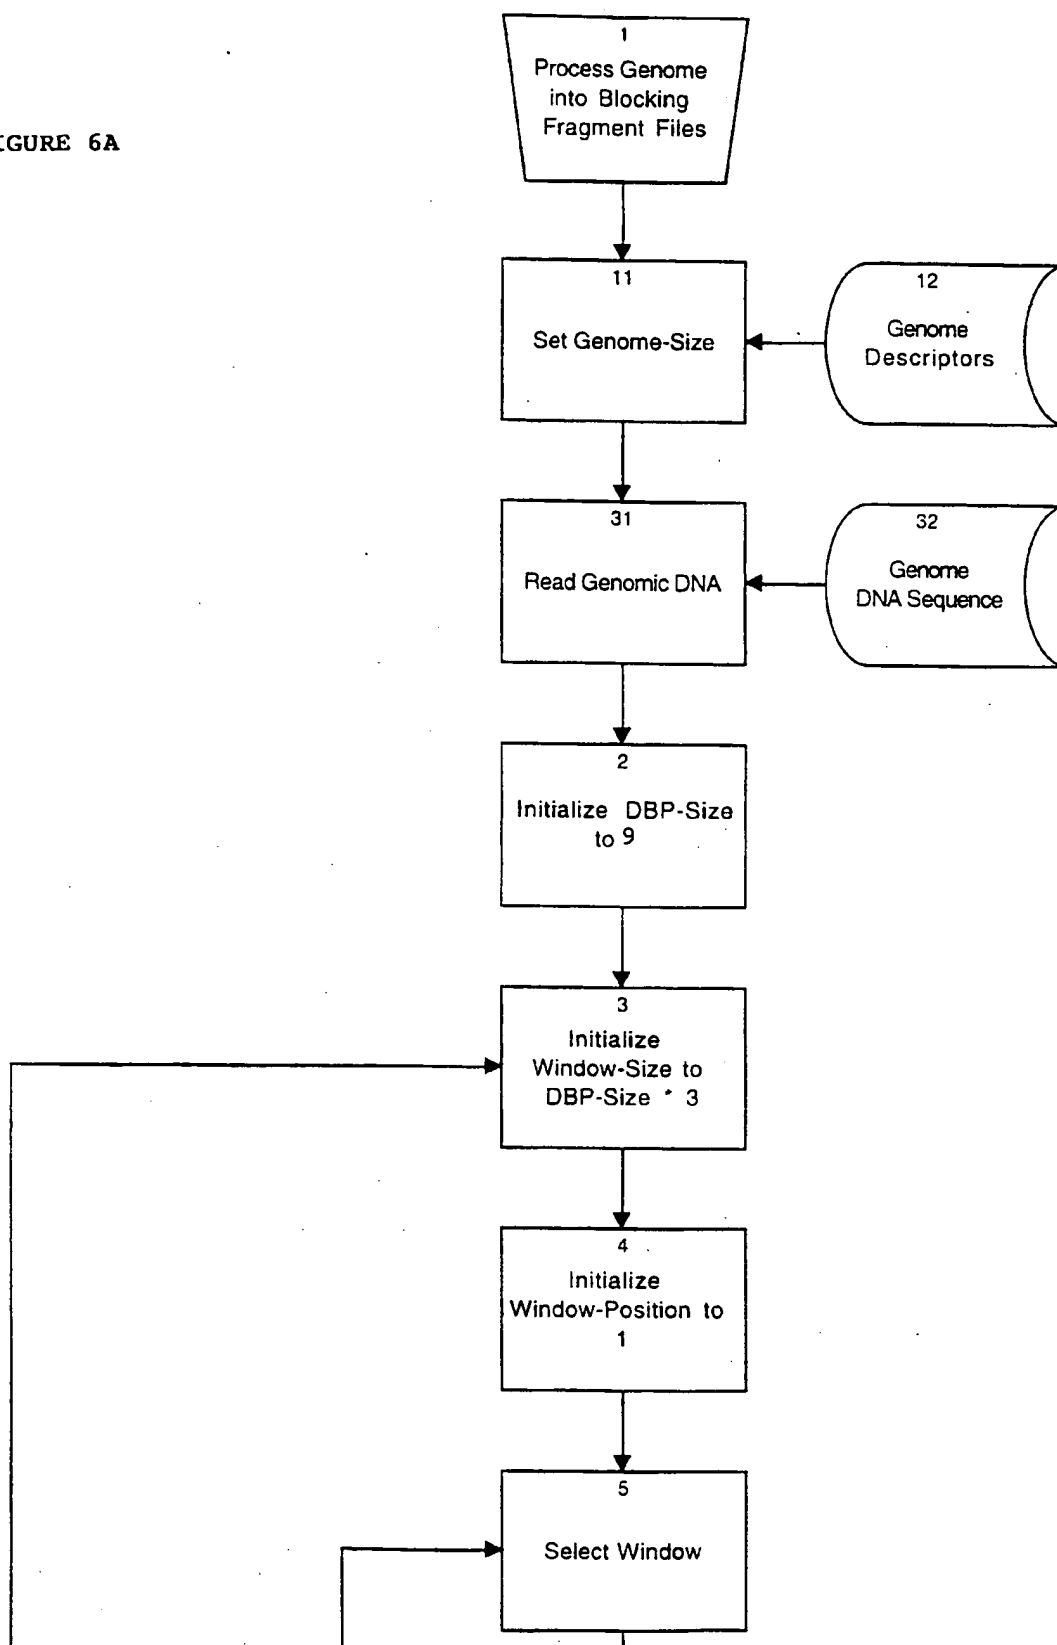 1
Process Genome
into Blocking
Fragment Files
IGURE 6A
11
Set Genome-Size
12
Genome
Descriptors
31
Read Genomic DNA
32
Genome
DNA Sequence
2
Initialize DBP-Size
to 9
3
Initialize
Window-Size to
DBP-Size * 3
4
Initialize
Window-Position to
1
5
Select Window